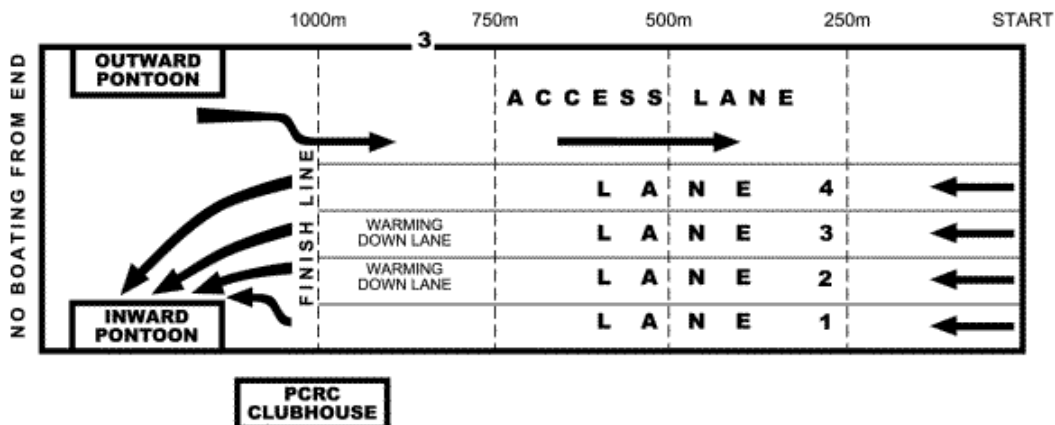 1000m 750m 500m 250m START
3
NO BOATING FROM END
OUTWARD
PONTOON
ACCESS LANE
FINISH LINE
LANE 4
WARMING
DOWN LANE
LANE 3
WARMING
DOWN LANE
LANE 2
INWARD
PONTOON
LANE 1
PCRC
CLUBHOUSE